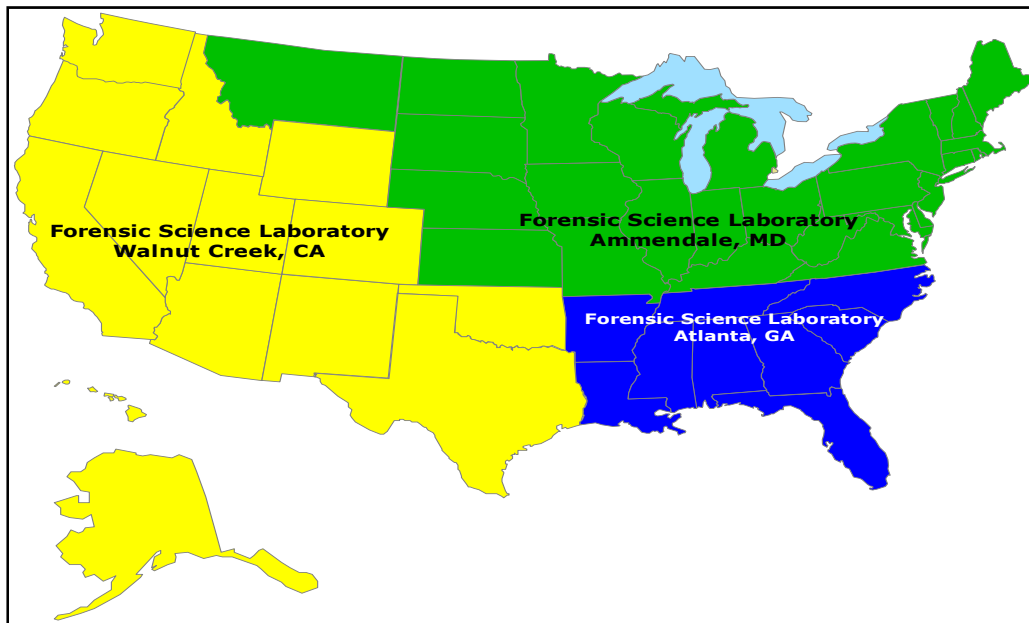 Forensic Science Laboratory
Walnut Creek, CA
Forensic Science Laboratory
Ammendale, MD
Forensic Science Laboratory
Atlanta, GA